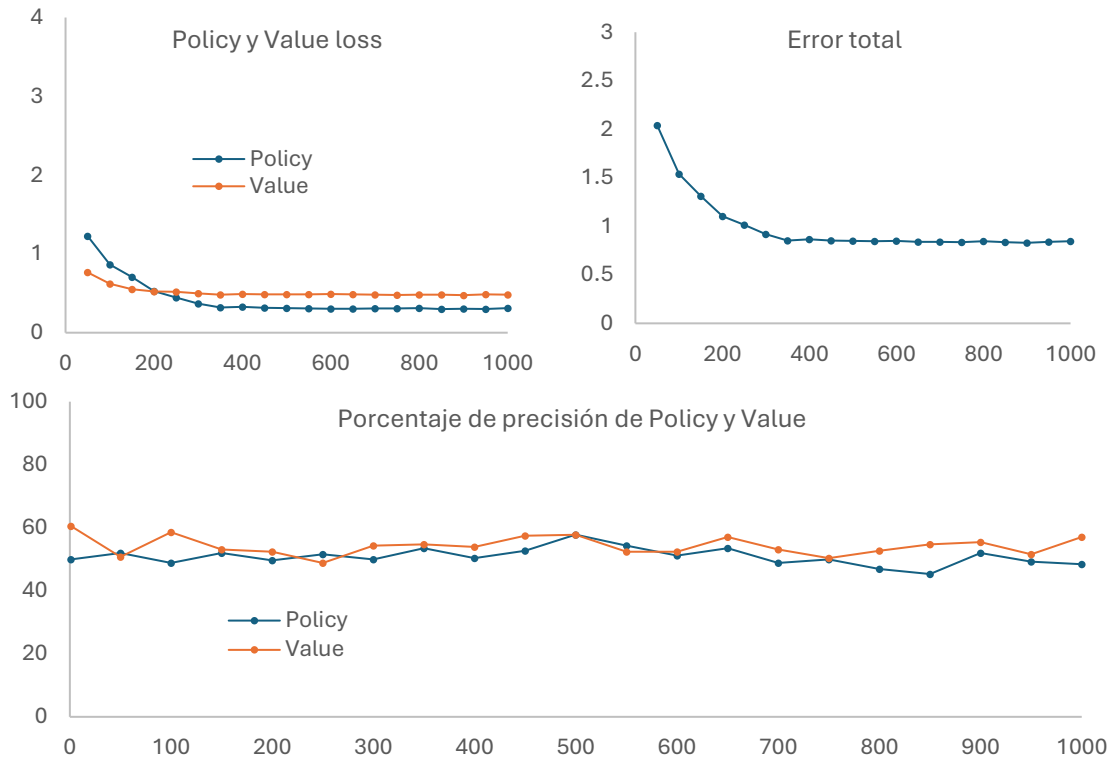 Policy y Value loss
4
3
2
1
0
Policy
Value
0 200 400 600 800 1000
Error total
3
2.5
2
1.5
1
0.5
0
0 200 400 600 800 1000
Porcentaje de precisión de Policy y Value
100
80
60
40
20
0
Policy
Value
0 100 200 300 400 500 600 700 800 900 1000